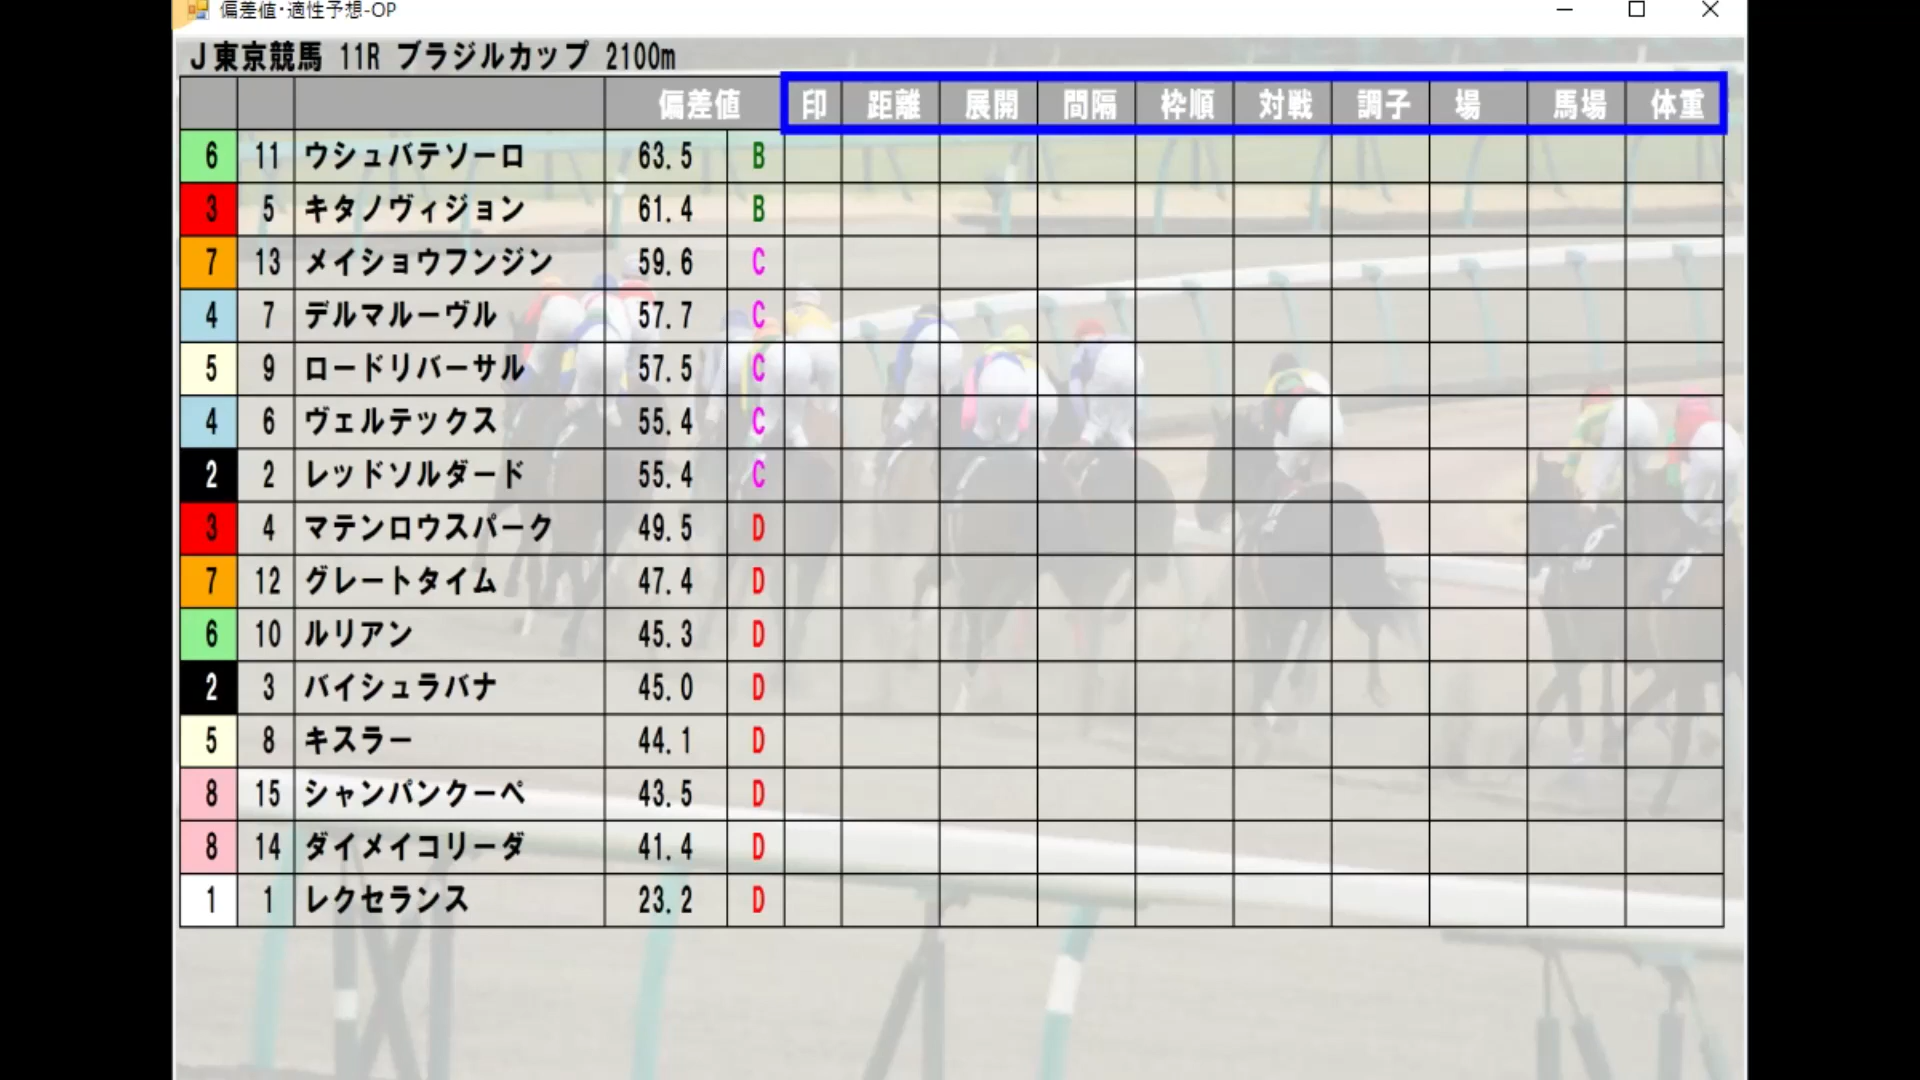 偏差値・適性予想-OP
J東京競馬 11R ブラジルカップ 2100m
偏差値 印 距離 展開 間隔 枠順 対戦 調子 場 馬場 体重
6 11 ウシュバテソーロ 63.5 B
3 5 キタノヴィジョン 61.4 B
7 13 メイショウフンジン 59.6 C
4 7 デルマルーヴル 57.7 C
5 9 ロードリバーサル 57.5 C
4 6 ヴェルテックス 55.4 C
2 2 レッドソルダード 55.4 C
3 4 マテンロウスパーク 49.5 D
7 12 グレートタイム 47.4 D
6 10 ルリアン 45.3 D
2 3 バイシュラバナ 45.0 D
5 8 キスラー 44.1 D
8 15 シャンパンクーペ 43.5 D
8 14 ダイメイコリーダ 41.4 D
1 1 レクセランス 23.2 D